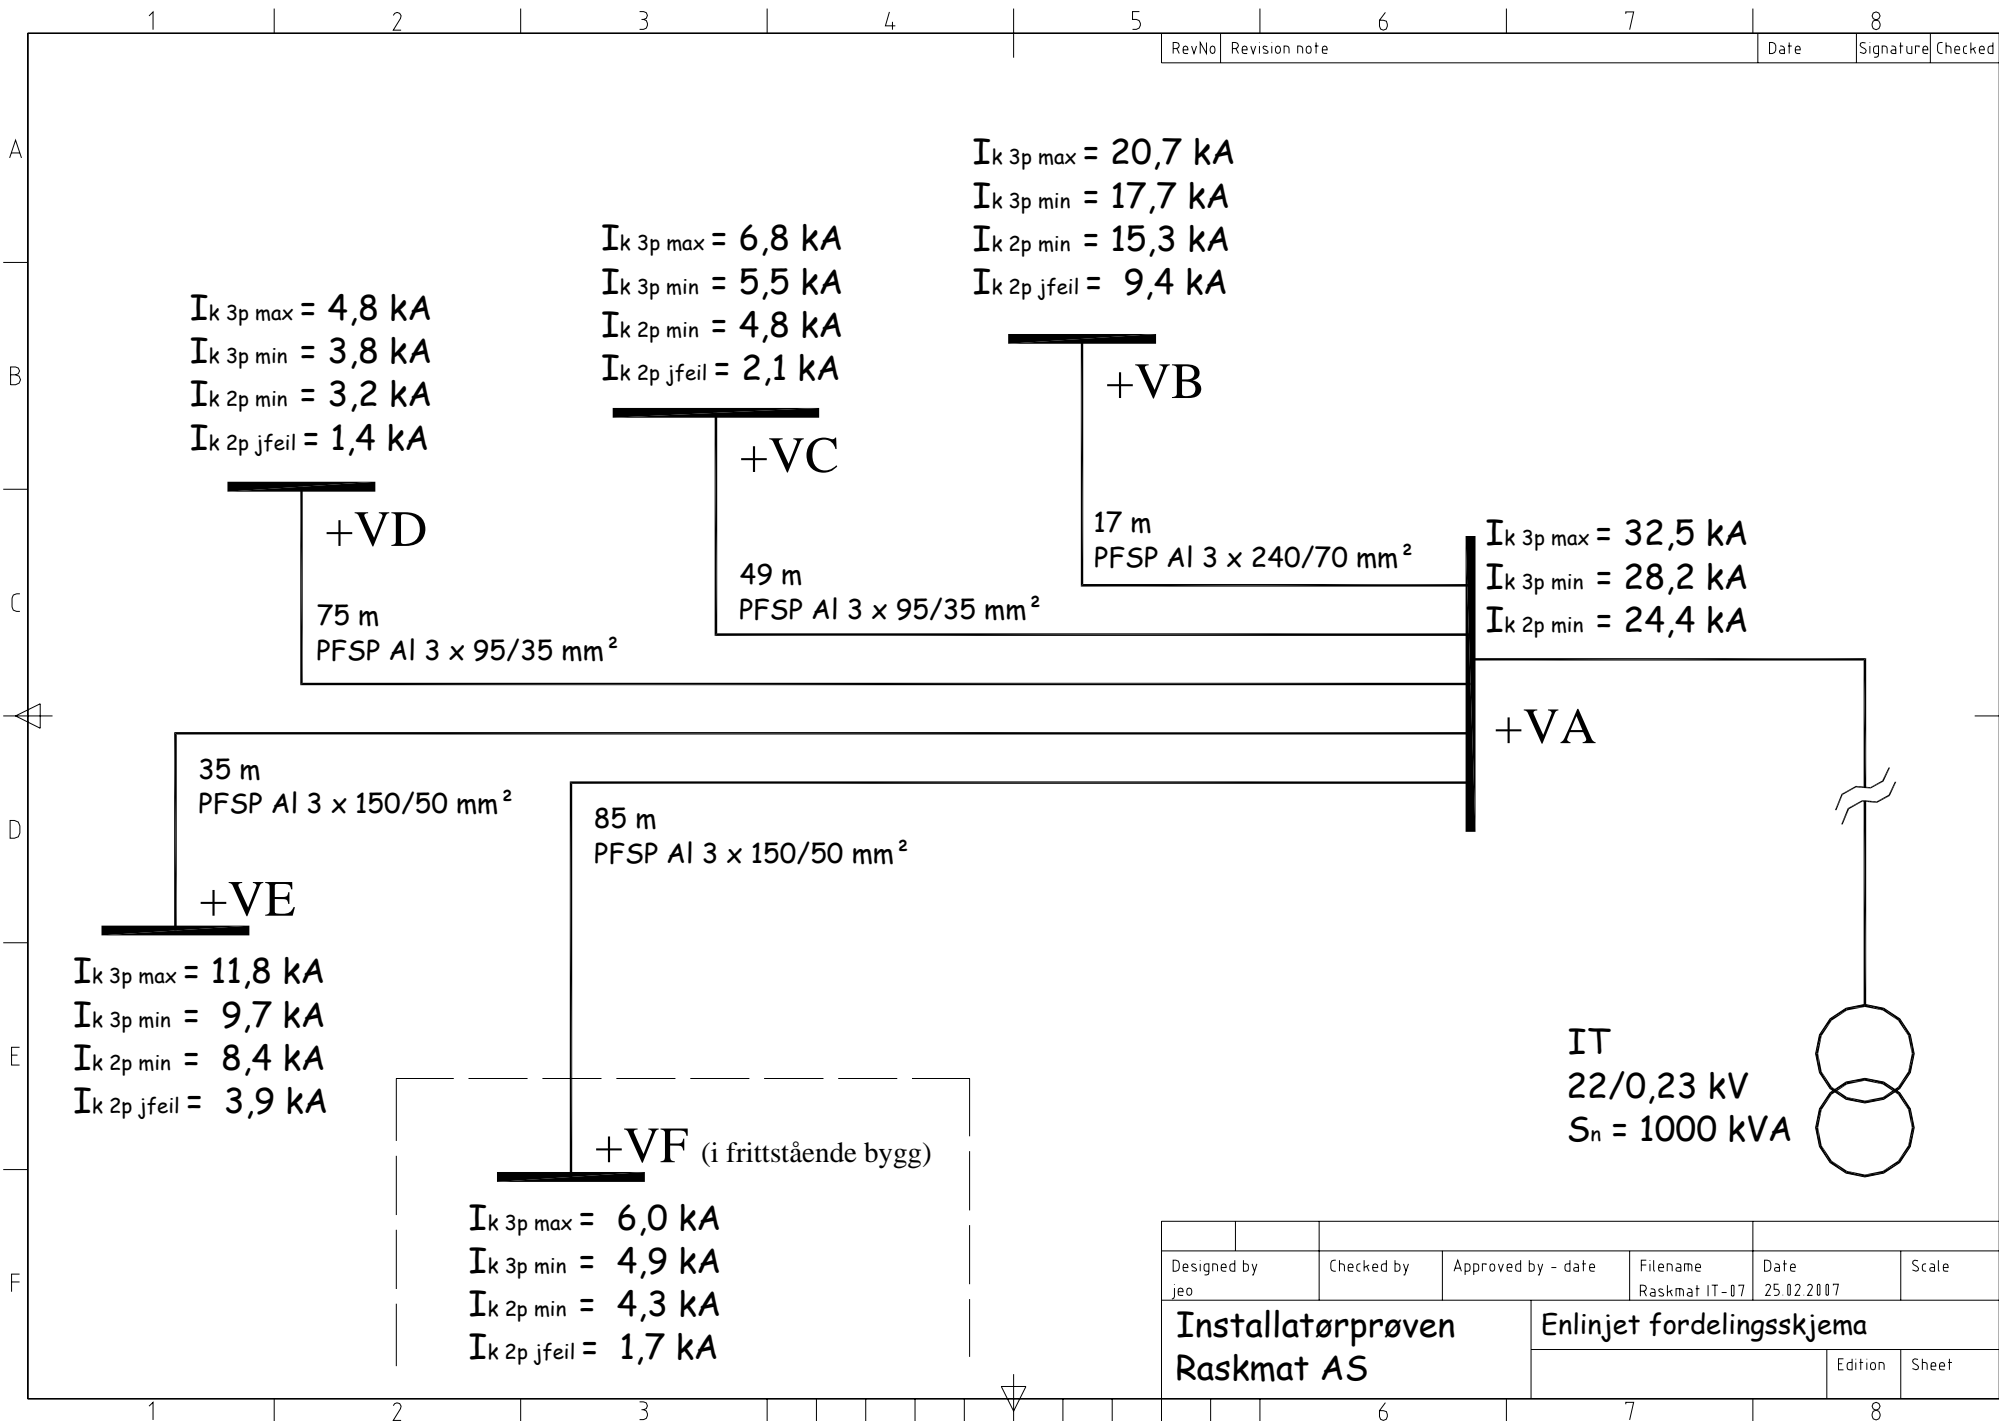 1 2 3 4 5 6 7 8
RevNo Revision note Date Signature Checked
A
B
C
D
E
F
Ik 3p max = 20,7 kA
Ik 3p min = 17,7 kA
Ik 2p min = 15,3 kA
Ik 2p jfeil = 9,4 kA
+VB
17 m
PFSP Al 3 x 240/70 mm²
Ik 3p max = 6,8 kA
Ik 3p min = 5,5 kA
Ik 2p min = 4,8 kA
Ik 2p jfeil = 2,1 kA
+VC
49 m
PFSP Al 3 x 95/35 mm²
Ik 3p max = 4,8 kA
Ik 3p min = 3,8 kA
Ik 2p min = 3,2 kA
Ik 2p jfeil = 1,4 kA
+VD
75 m
PFSP Al 3 x 95/35 mm²
Ik 3p max = 32,5 kA
Ik 3p min = 28,2 kA
Ik 2p min = 24,4 kA
+VA
35 m
PFSP Al 3 x 150/50 mm²
+VE
Ik 3p max = 11,8 kA
Ik 3p min = 9,7 kA
Ik 2p min = 8,4 kA
Ik 2p jfeil = 3,9 kA
85 m
PFSP Al 3 x 150/50 mm²
+VF (i frittstående bygg)
Ik 3p max = 6,0 kA
Ik 3p min = 4,9 kA
Ik 2p min = 4,3 kA
Ik 2p jfeil = 1,7 kA
IT
22/0,23 kV
Sn = 1000 kVA
Designed by Checked by Approved by - date Filename Date Scale
jeo Raskmat IT-07 25.02.2007
Installatørprøven
Raskmat AS
Enlinjet fordelingsskjema
Edition Sheet
1 2 3 6 7 8